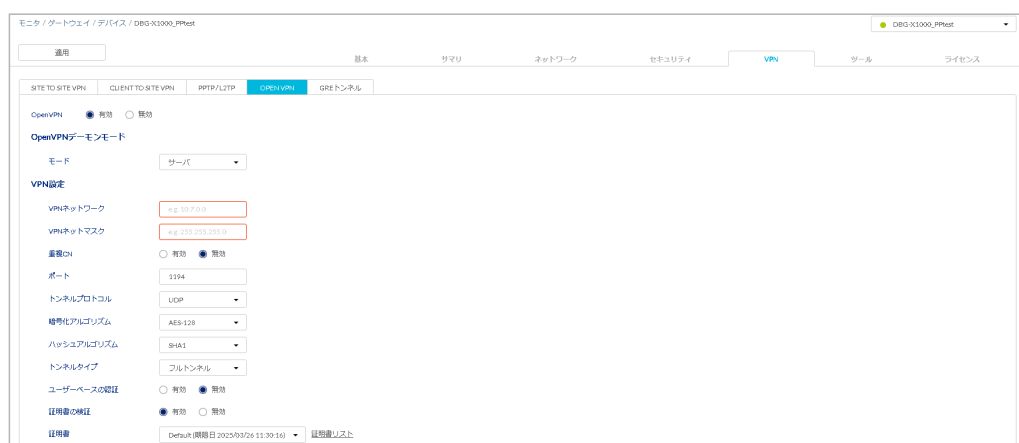 モニタ / ゲートウェイ / デバイス / DBG-X1000_PPtest
DBG-X1000_PPtest
適用
基本 サマリ ネットワーク セキュリティ VPN ツール ライセンス
SITE TO SITE VPN CLIENT TO SITE VPN PPTP/L2TP OPEN VPN GREトンネル
OpenVPN 有効 無効
OpenVPNデーモンモード
モード サーバ
VPN設定
VPNネットワーク e.g. 10.7.0.0
VPNネットマスク e.g. 255.255.255.0
重複CN 有効 無効
ポート 1194
トンネルプロトコル UDP
暗号化アルゴリズム AES-128
ハッシュアルゴリズム SHA1
トンネルタイプ フルトンネル
ユーザーベースの認証 有効 無効
証明書の検証 有効 無効
証明書 Default (期限日 2025/03/26 11:30:16) 証明書リスト